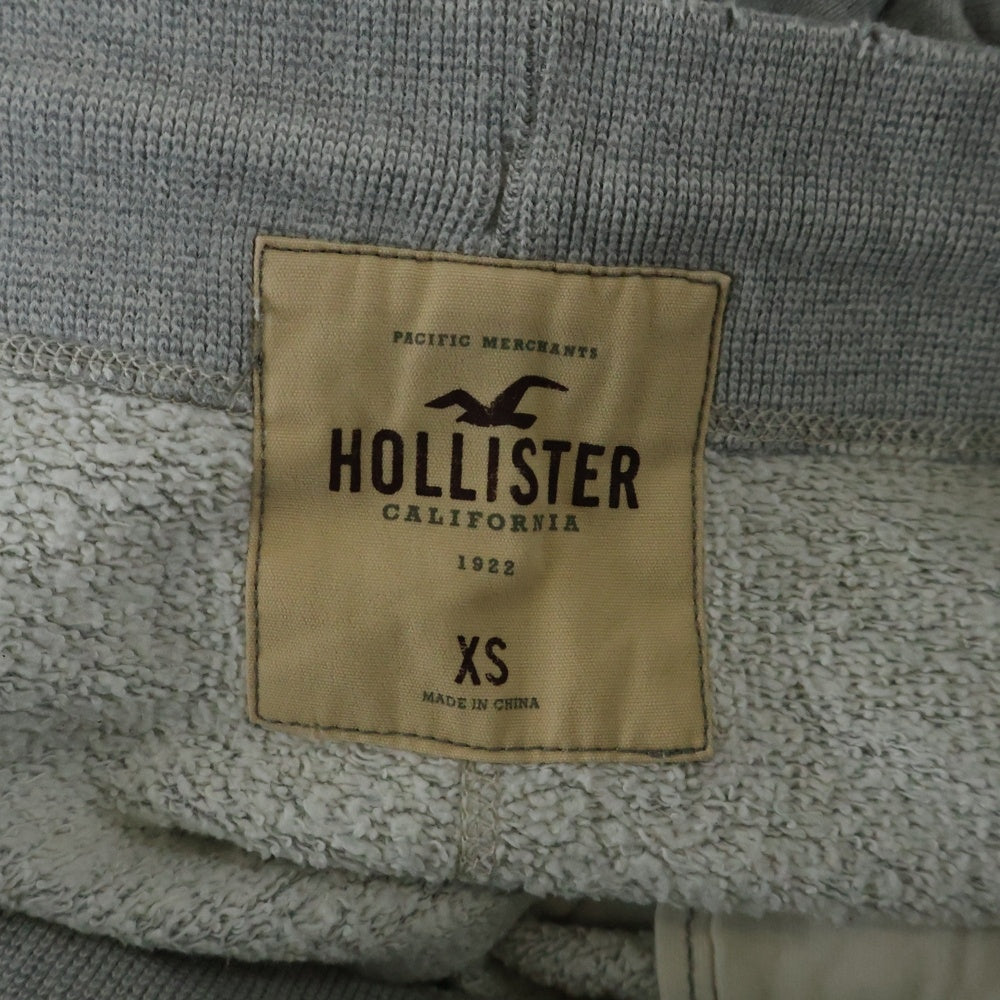 PACIFIC MERCHANTS
HOLLISTER
CALIFORNIA
1922
XS
MADE IN CHINA